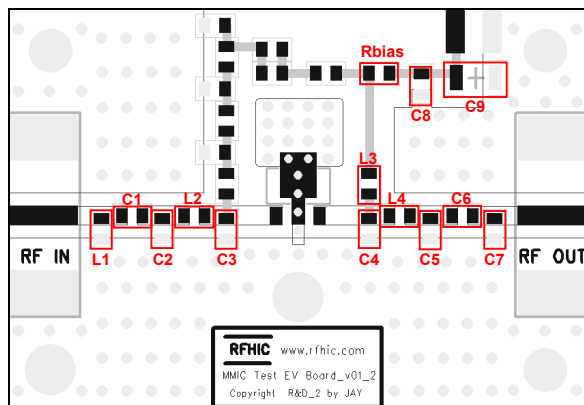 Rbias
C8
C9
L3
C1
L2
L4
C6
RF IN
L1
C2
C3
C4
C5
C7
RF OUT
RFHIC www.rfhic.com
MMIC Test EV Board_v01_2
Copyright R&D_2 by JAY